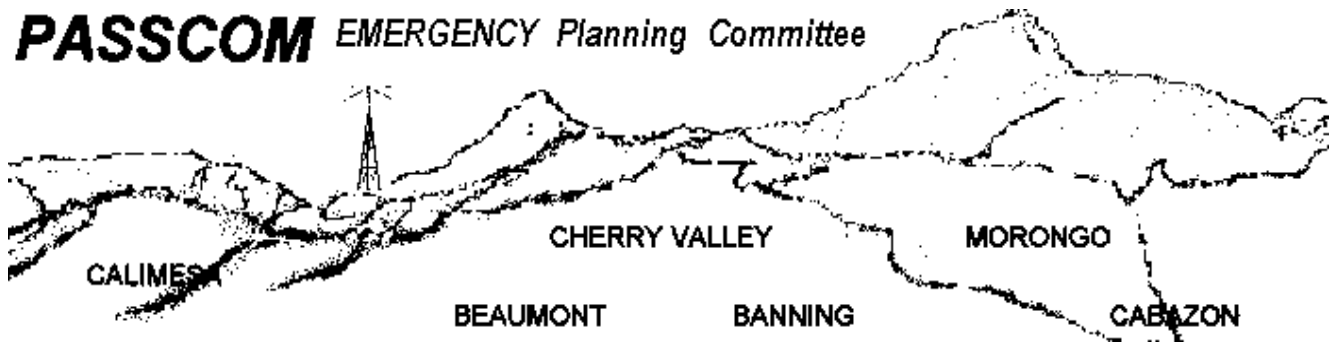 PASSCOM EMERGENCY Planning Committee
CHERRY VALLEY MORONGO
CALIMESA
BEAUMONT BANNING CABAZON